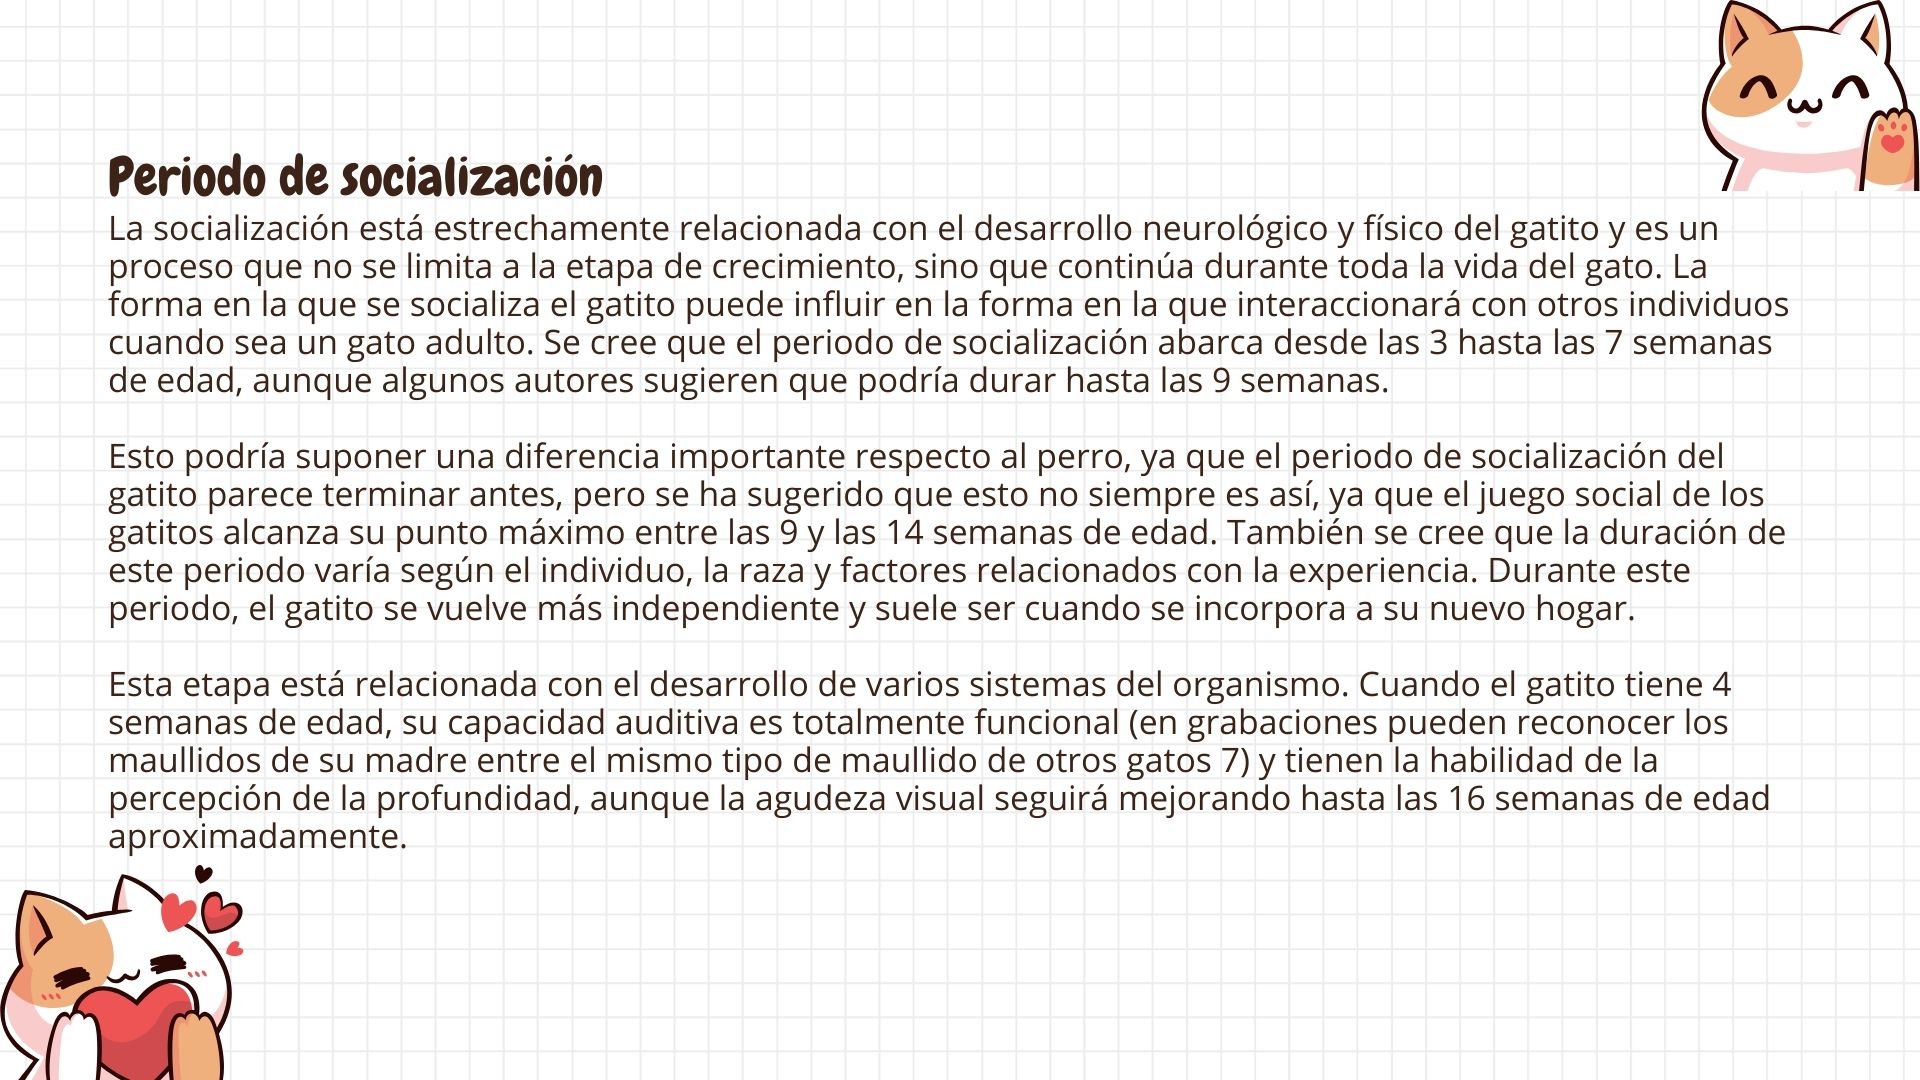 Periodo de socialización
La socialización está estrechamente relacionada con el desarrollo neurológico y físico del gatito y es un
proceso que no se limita a la etapa de crecimiento, sino que continúa durante toda la vida del gato. La
forma en la que se socializa el gatito puede influir en la forma en la que interaccionará con otros individuos
cuando sea un gato adulto. Se cree que el periodo de socialización abarca desde las 3 hasta las 7 semanas
de edad, aunque algunos autores sugieren que podría durar hasta las 9 semanas.
Esto podría suponer una diferencia importante respecto al perro, ya que el periodo de socialización del
gatito parece terminar antes, pero se ha sugerido que esto no siempre es así, ya que el juego social de los
gatitos alcanza su punto máximo entre las 9 y las 14 semanas de edad. También se cree que la duración de
este periodo varía según el individuo, la raza y factores relacionados con la experiencia. Durante este
periodo, el gatito se vuelve más independiente y suele ser cuando se incorpora a su nuevo hogar.
Esta etapa está relacionada con el desarrollo de varios sistemas del organismo. Cuando el gatito tiene 4
semanas de edad, su capacidad auditiva es totalmente funcional (en grabaciones pueden reconocer los
maullidos de su madre entre el mismo tipo de maullido de otros gatos 7) y tienen la habilidad de la
percepción de la profundidad, aunque la agudeza visual seguirá mejorando hasta las 16 semanas de edad
aproximadamente.